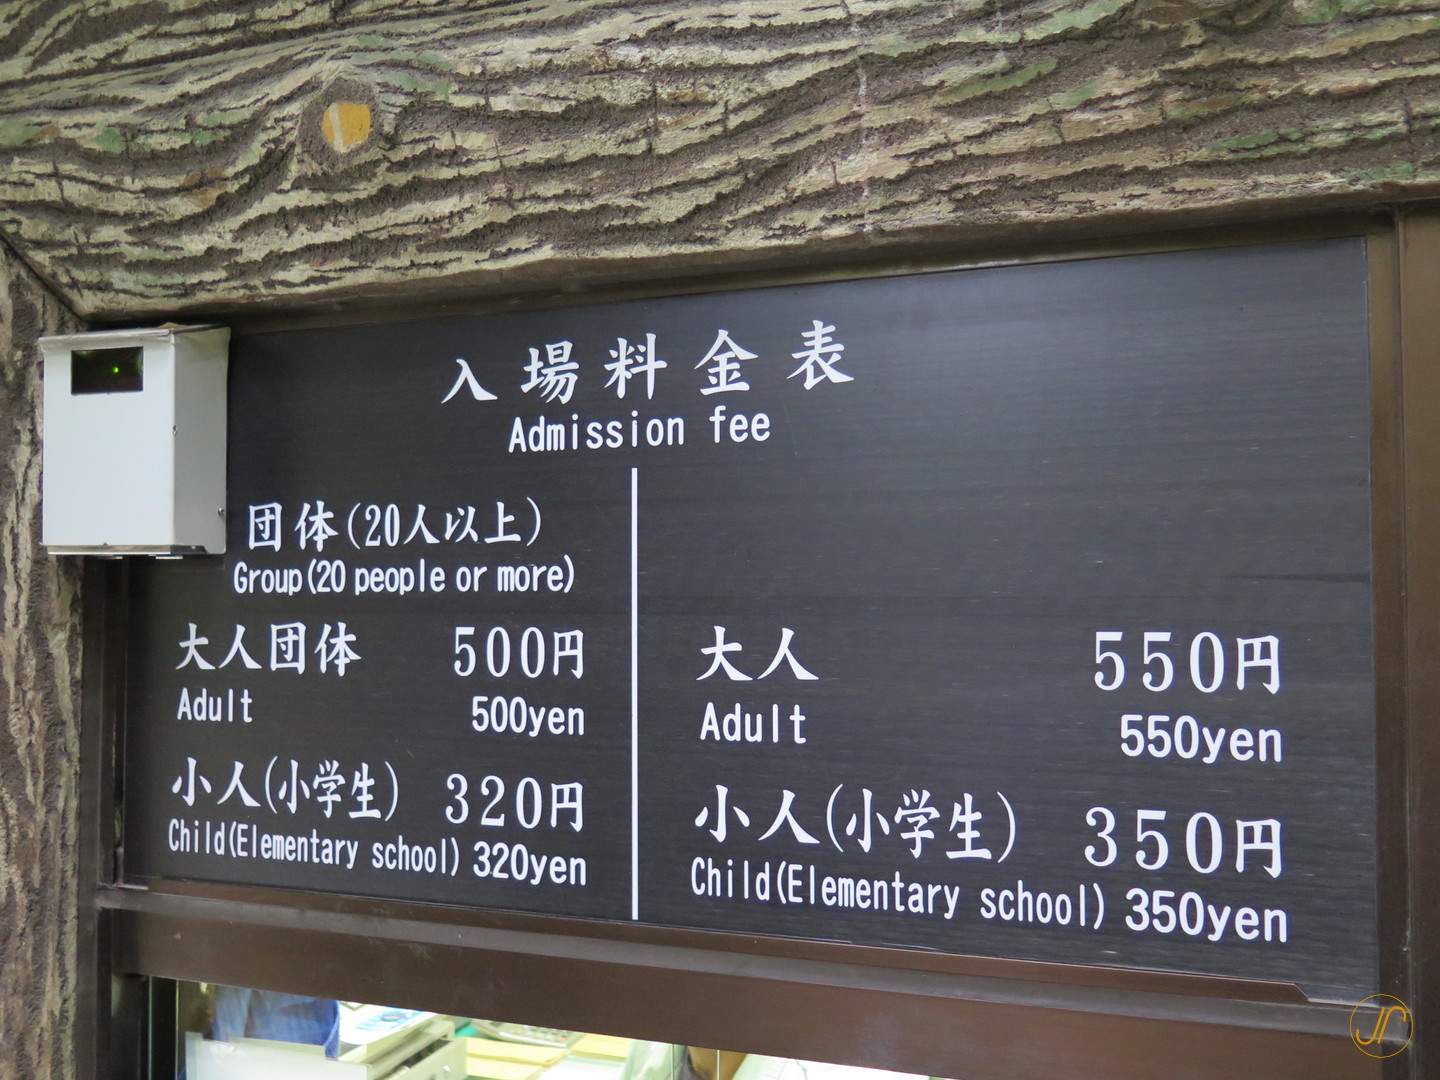 入場料金表
Admission fee
団体(20人以上)
Group(20 people or more)
大人団体 500円
Adult 500yen
小人(小学生) 320円
Child(Elementary school) 320yen
大人 550円
Adult 550yen
小人(小学生) 350円
Child(Elementary school) 350yen